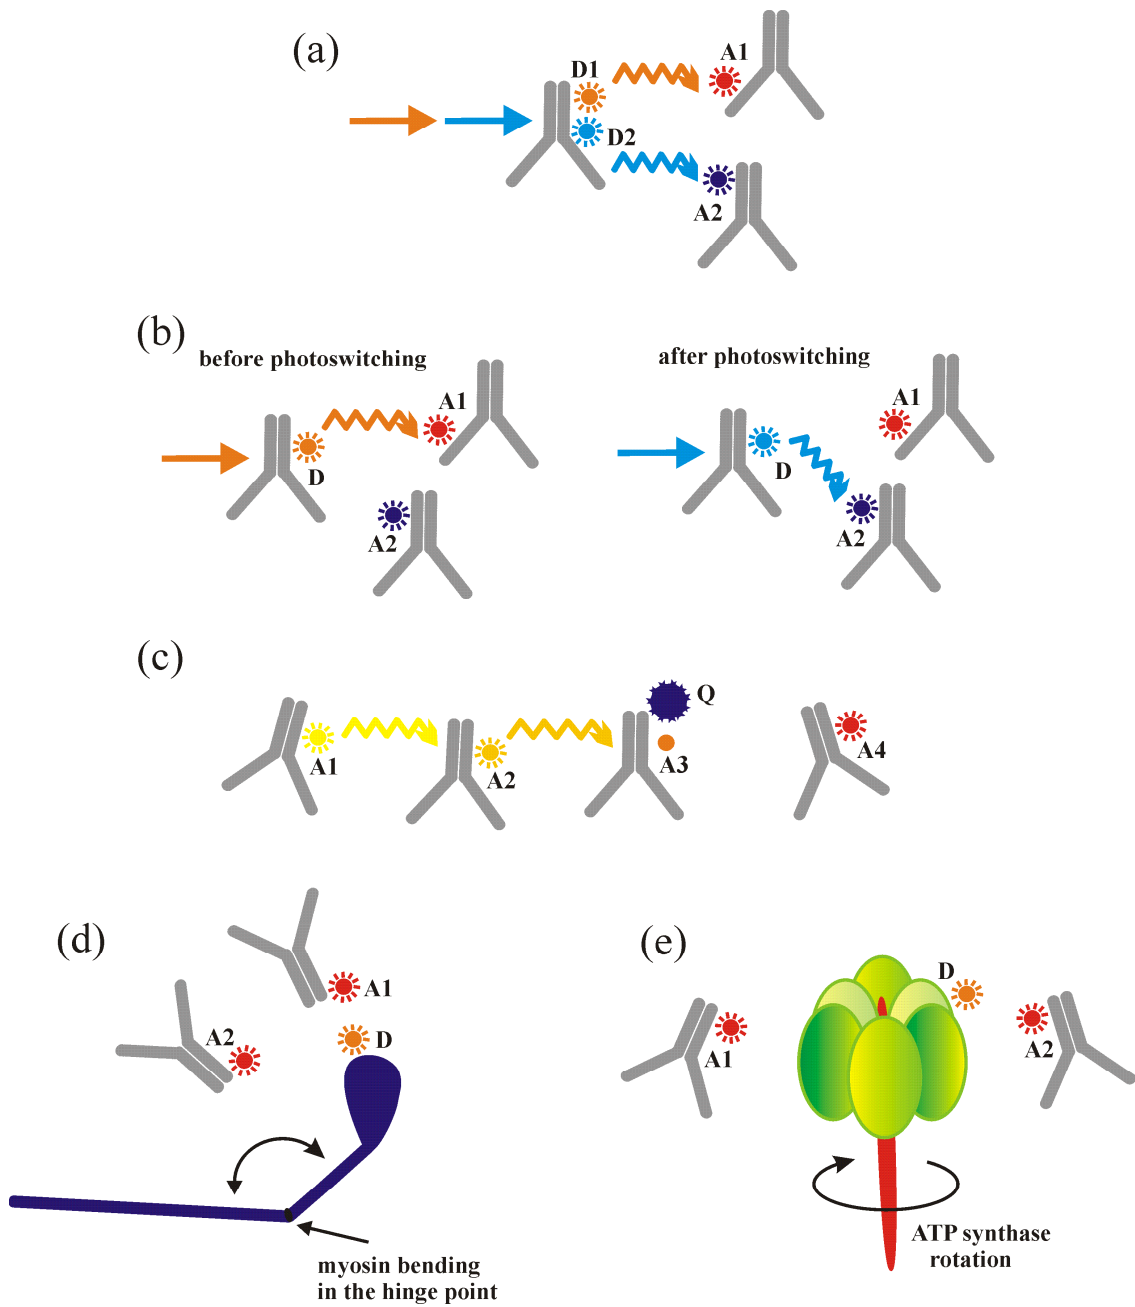 (a)
D1
A1
D2
A2
(b)
before photoswitching
after photoswitching
A1
D
A2
A1
D
A2
(c)
Q
A1
A2
A3
A4
(d)
A1
A2
D
myosin bending
in the hinge point
(e)
D
A1
A2
ATP synthase
rotation